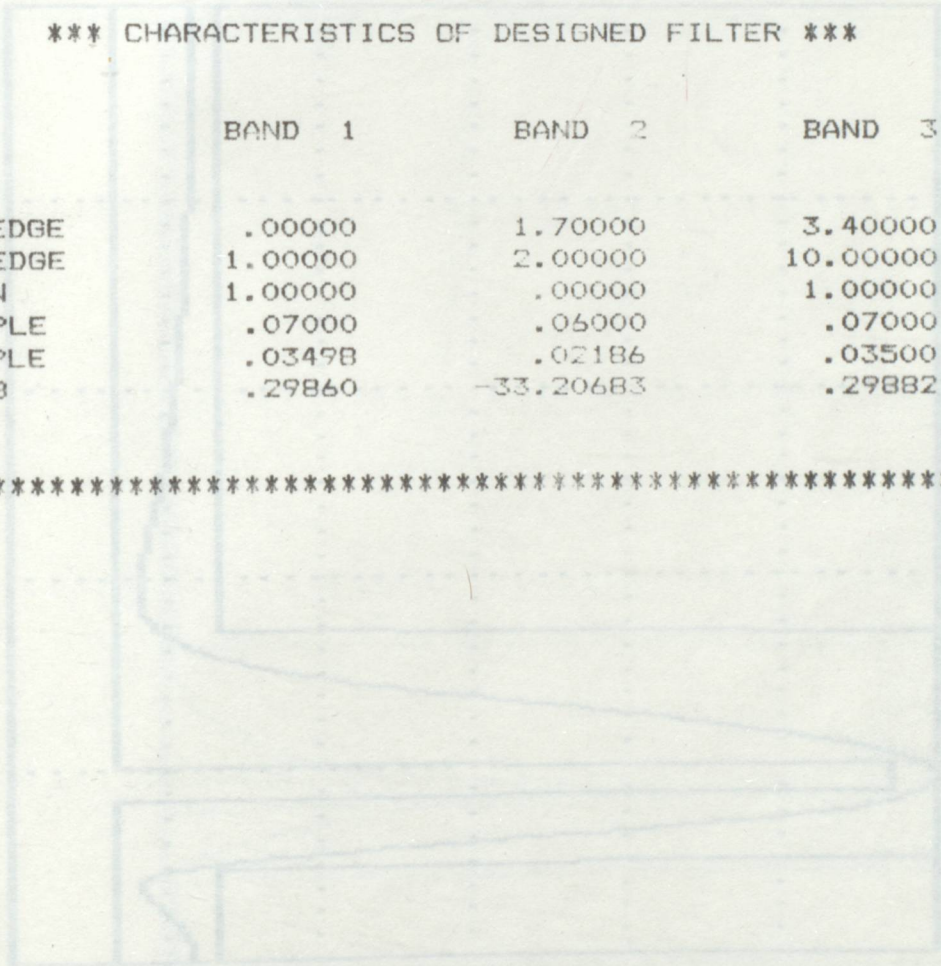 *** CHARACTERISTICS OF DESIGNED FILTER ***
BAND 1 BAND 2 BAND 3
EDGE .00000 1.70000 3.40000
EDGE 1.00000 2.00000 10.00000
N 1.00000 .00000 1.00000
PLE .07000 .06000 .07000
PLE .03498 .02186 .03500
B .29860 -33.20683 .29882
************************************************